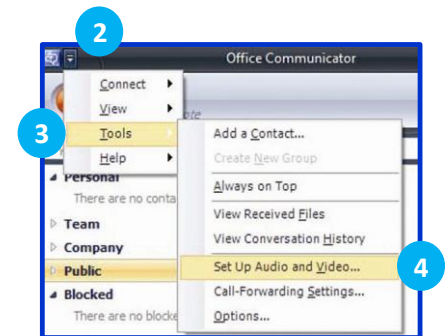 2
Office Communicator
Connect
View
3
Tools
Help
Add a Contact...
Create New Group
Always on Top
View Received Files
View Conversation History
Set Up Audio and Video...
4
Call-Forwarding Settings...
Options...
Personal
There are no conta
Team
Company
Public
Blocked
There are no blocke